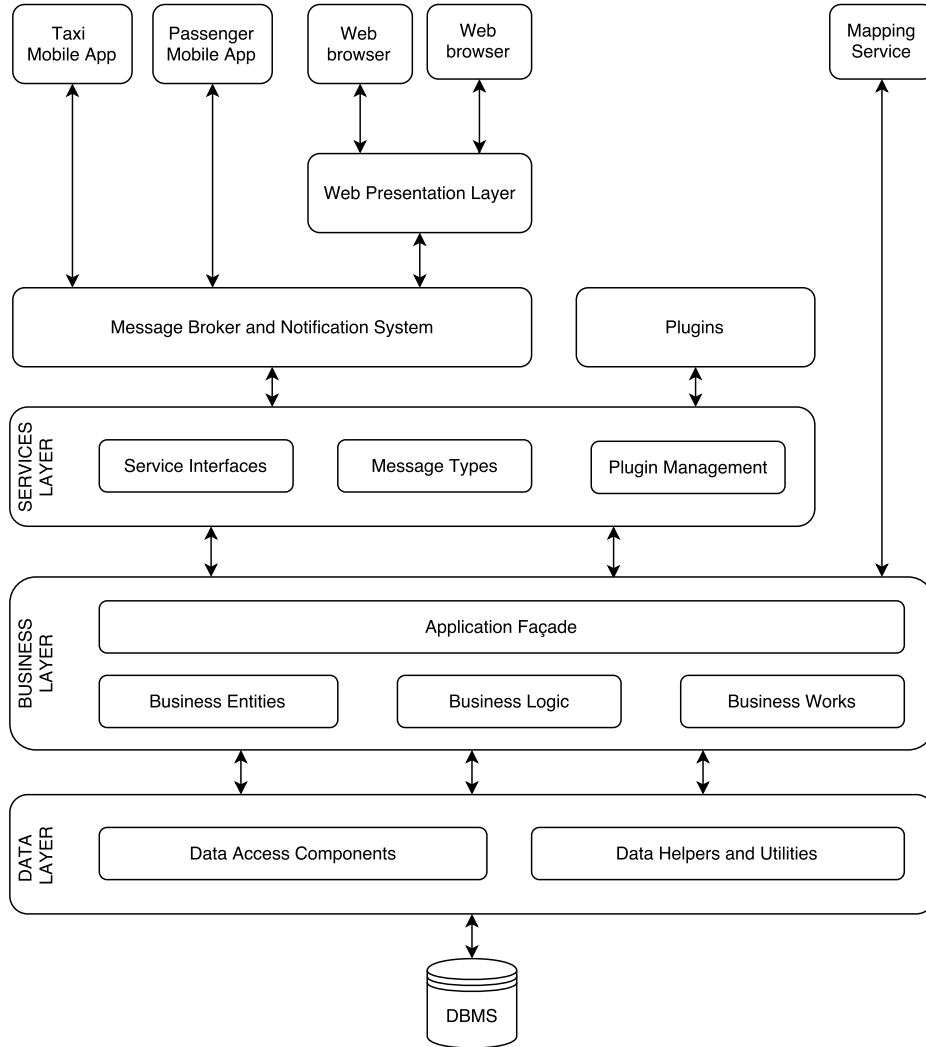 Taxi
Mobile App
Passenger
Mobile App
Web
browser
Web
browser
Mapping
Service
Web Presentation Layer
Message Broker and Notification System
Plugins
SERVICES
LAYER
Service Interfaces
Message Types
Plugin Management
BUSINESS
LAYER
Application Façade
Business Entities
Business Logic
Business Works
DATA
LAYER
Data Access Components
Data Helpers and Utilities
DBMS